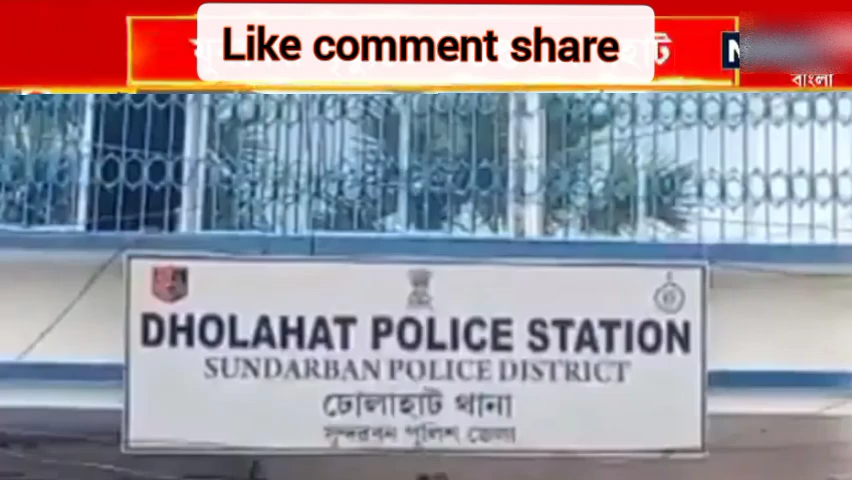 Like comment share
বাংলা
DHOLAHAT POLICE STATION
SUNDARBAN POLICE DISTRICT
ঢোলাহাট থানা
সুন্দরবন পুলিশ জেলা